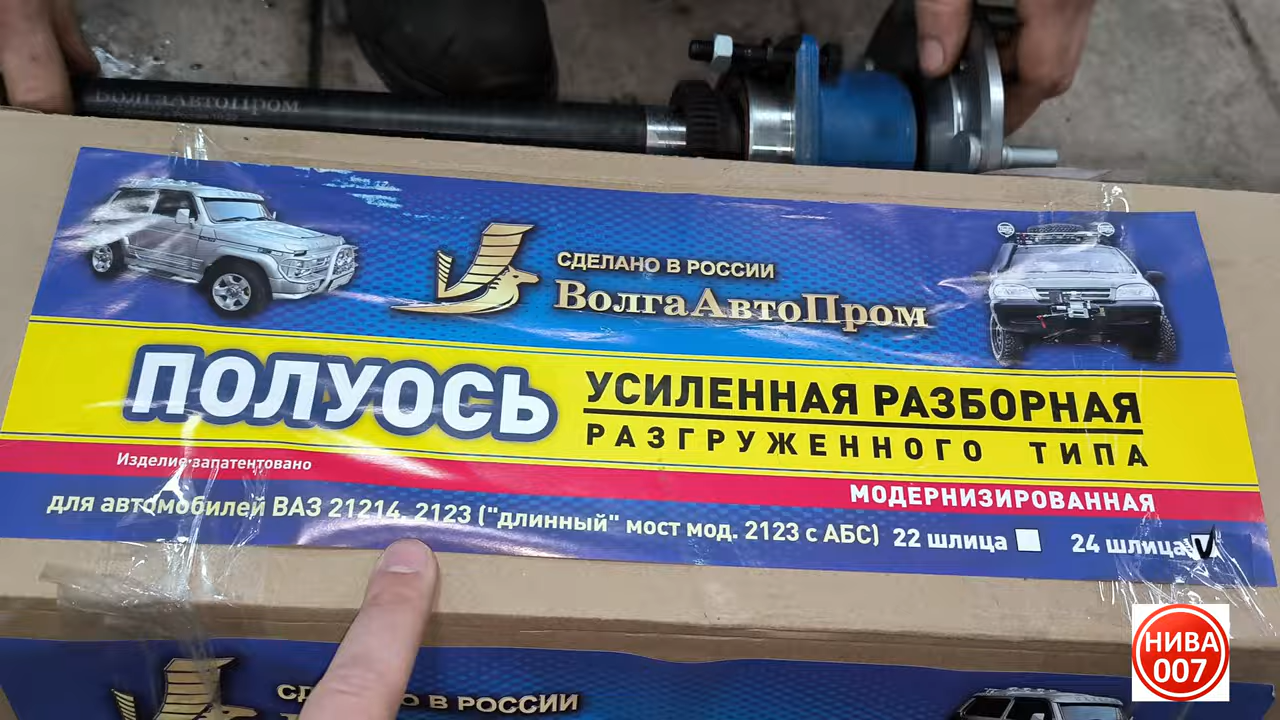 ВолгаАвтоПром
СДЕЛАНО В РОССИИ
ВолгаАвтоПром
ПОЛУОСЬ
УСИЛЕННАЯ РАЗБОРНАЯ
РАЗГРУЖЕННОГО ТИПА
Изделие запатентовано
МОДЕРНИЗИРОВАННАЯ
для автомобилей ВАЗ 21214, 2123 ("длинный" мост мод. 2123 с АБС) 22 шлица 24 шлица
НИВА
007
В РОССИИ